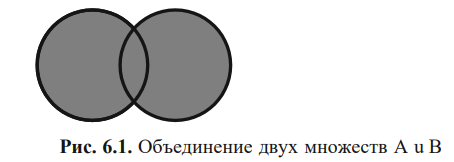 Рис. 6.1. Объединение двух множеств A u B